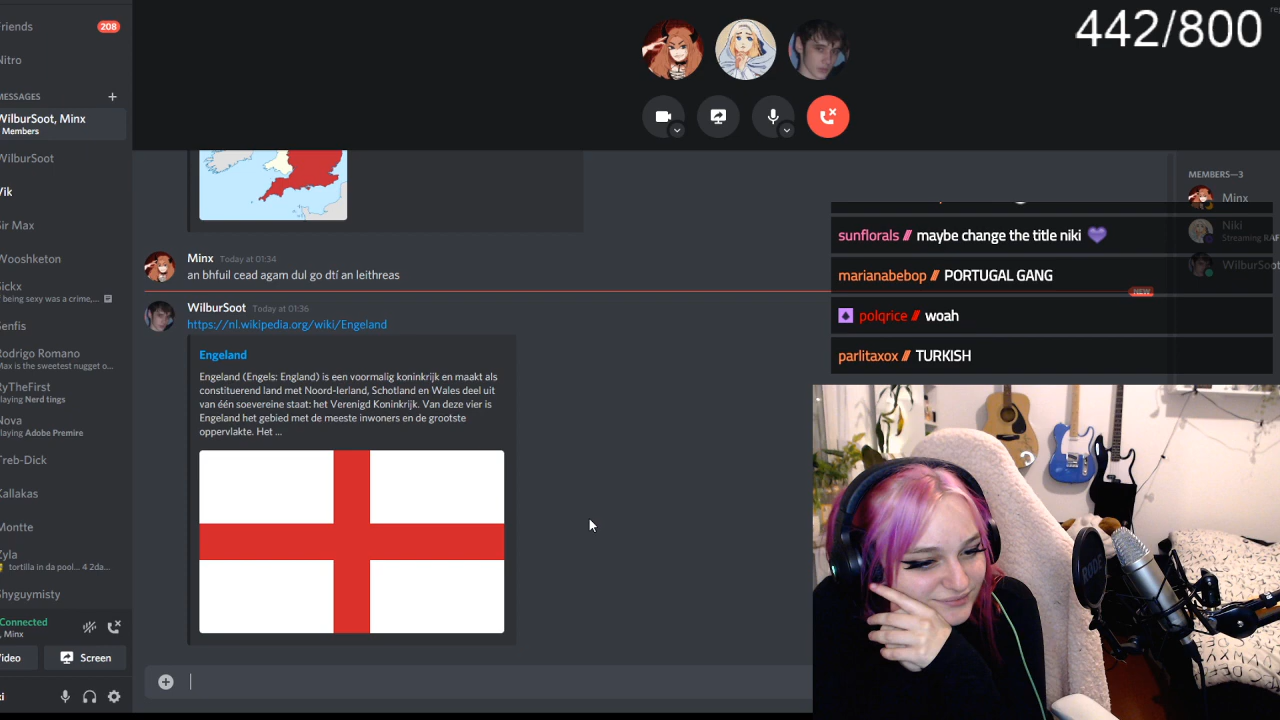 riends
208
Nitro
MESSAGES
WilburSoot, Minx
Members
WilburSoot
Vik
Sir Max
Wooshketon
Sickx
f being sexy was a crime,...
Senfis
Rodrigo Romano
Max is the sweetest nugget o...
RyTheFirst
laying Nerd tings
Nova
laying Adobe Premire
Treb-Dick
Kallakas
Montte
Zyla
tortilla in da pool... 4 2da...
Shyguymisty
Connected
, Minx
ideo
Screen
Minx Today at 01:34
an bhfuil cead agam dul go dtí an leithreas
NEW
WilburSoot Today at 01:36
https://nl.wikipedia.org/wiki/Engeland
Engeland
Engeland (Engels: England) is een voormalig koninkrijk en maakt als
constituerend land met Noord-Ierland, Schotland en Wales deel uit
van één soevereine staat: het Verenigd Koninkrijk. Van deze vier is
Engeland het gebied met de meeste inwoners en de grootste
oppervlakte. Het ...
442/800
MEMBERS—3
Minx
Niki
Streaming RAF
WilburSoot
sunflorals // maybe change the title niki
marianabebop // PORTUGAL GANG
polqrice // woah
parlitaxox // TURKISH
RODE